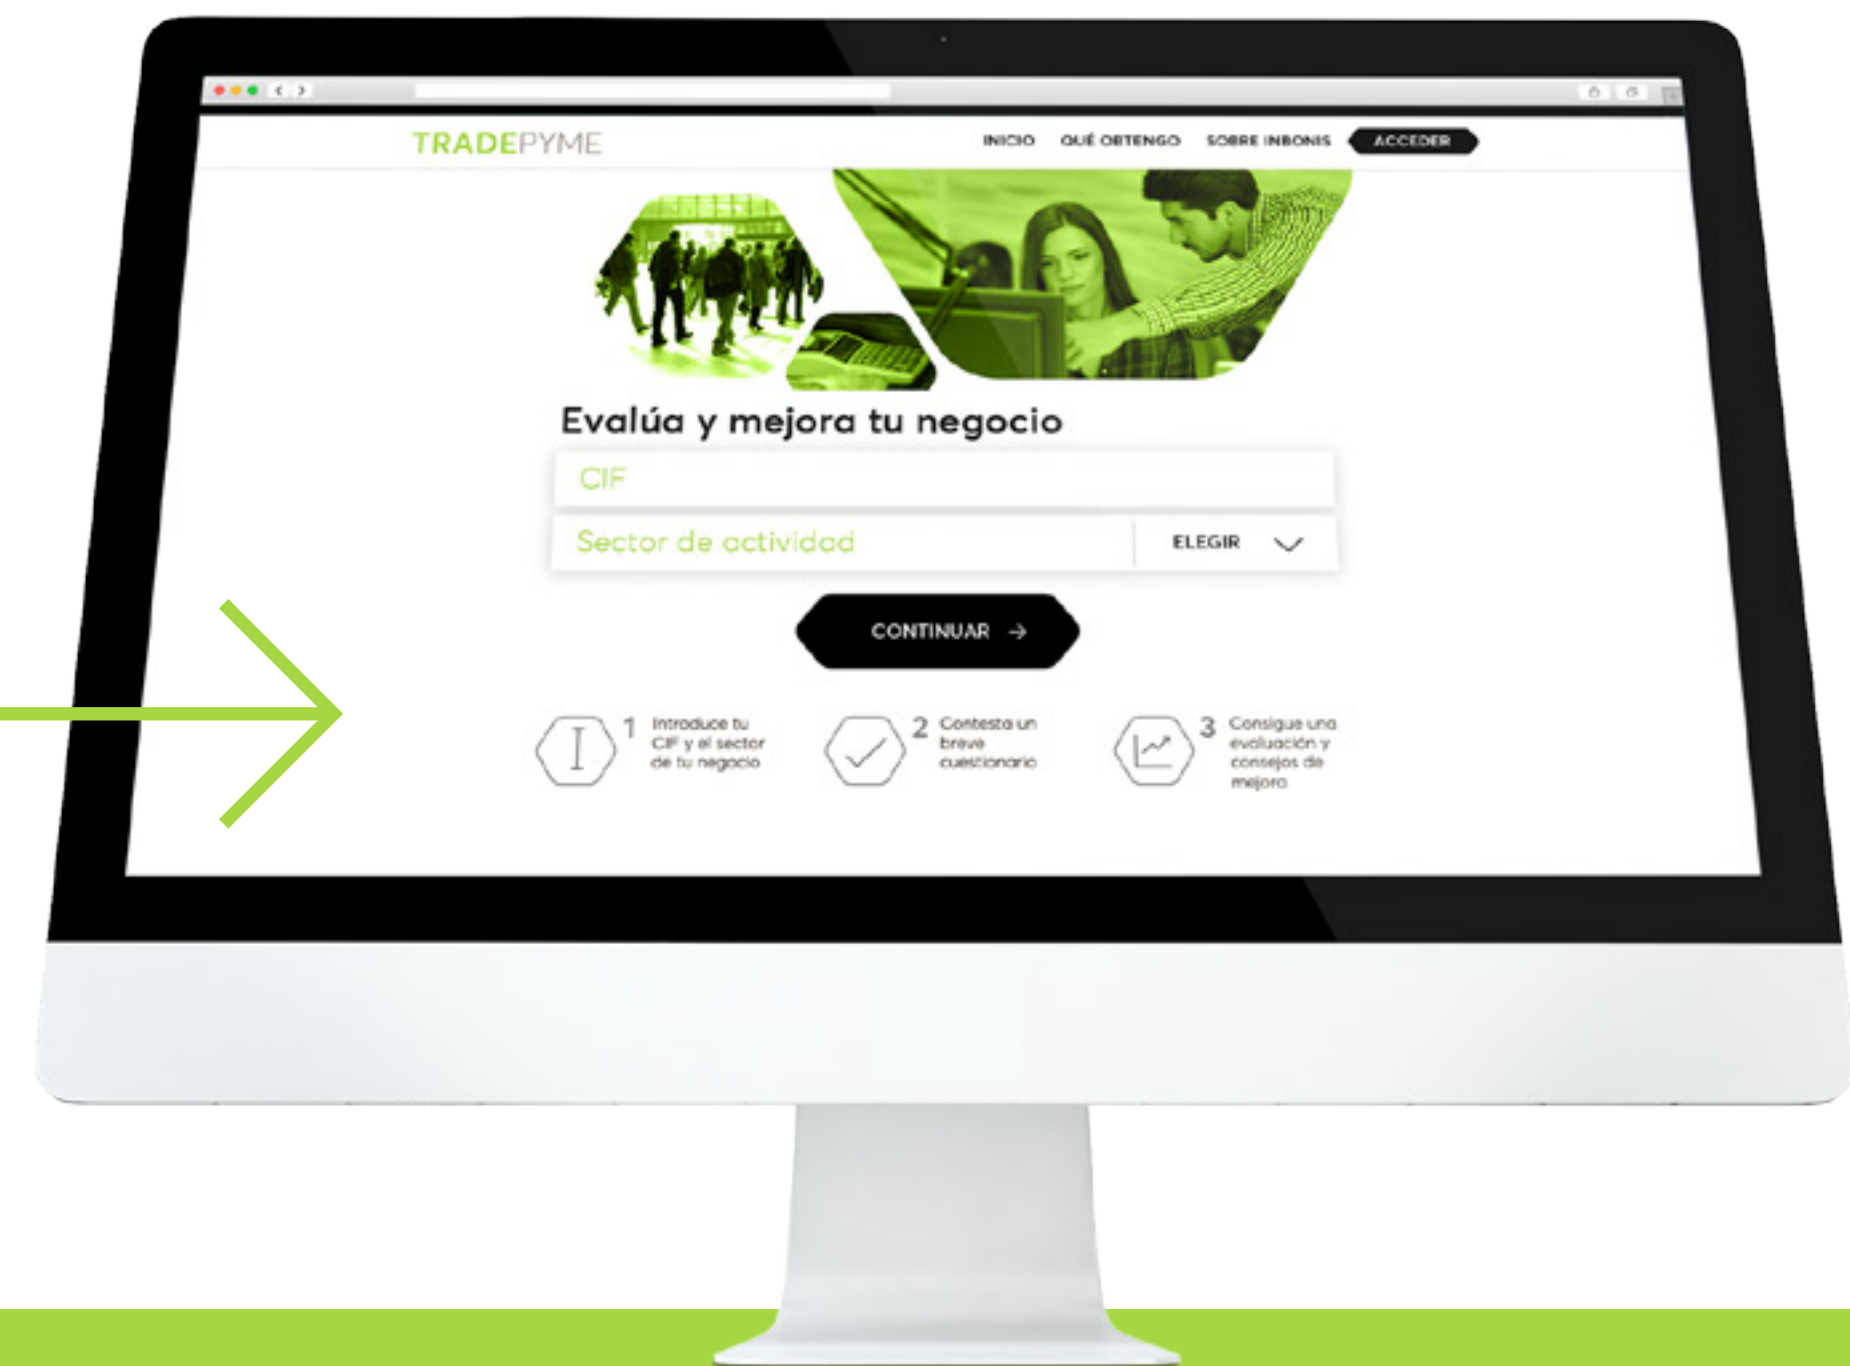 TRADEPYME
INICIO QUÉ OBTENGO SOBRE INBONIS ACCEDER
Evalúa y mejora tu negocio
CIF
Sector de actividad ELEGIR
CONTINUAR →
1 Introduce tu
CIF y el sector
de tu negocio
2 Contesta un
breve
cuestionario
3 Consigue una
evaluación y
consejos de
mejora